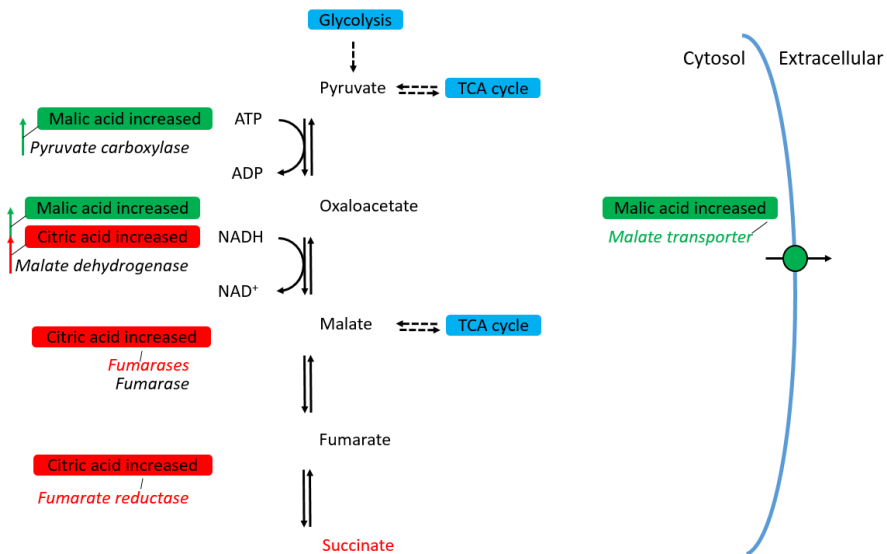 Glycolysis
Cytosol Extracellular
Pyruvate TCA cycle
Malic acid increased
Pyruvate carboxylase
ATP
ADP
Oxaloacetate
Malic acid increased
Citric acid increased
Malate dehydrogenase
NADH
NAD⁺
Malic acid increased
Malate transporter
Malate TCA cycle
Citric acid increased
Fumarases
Fumarase
Fumarate
Citric acid increased
Fumarate reductase
Succinate